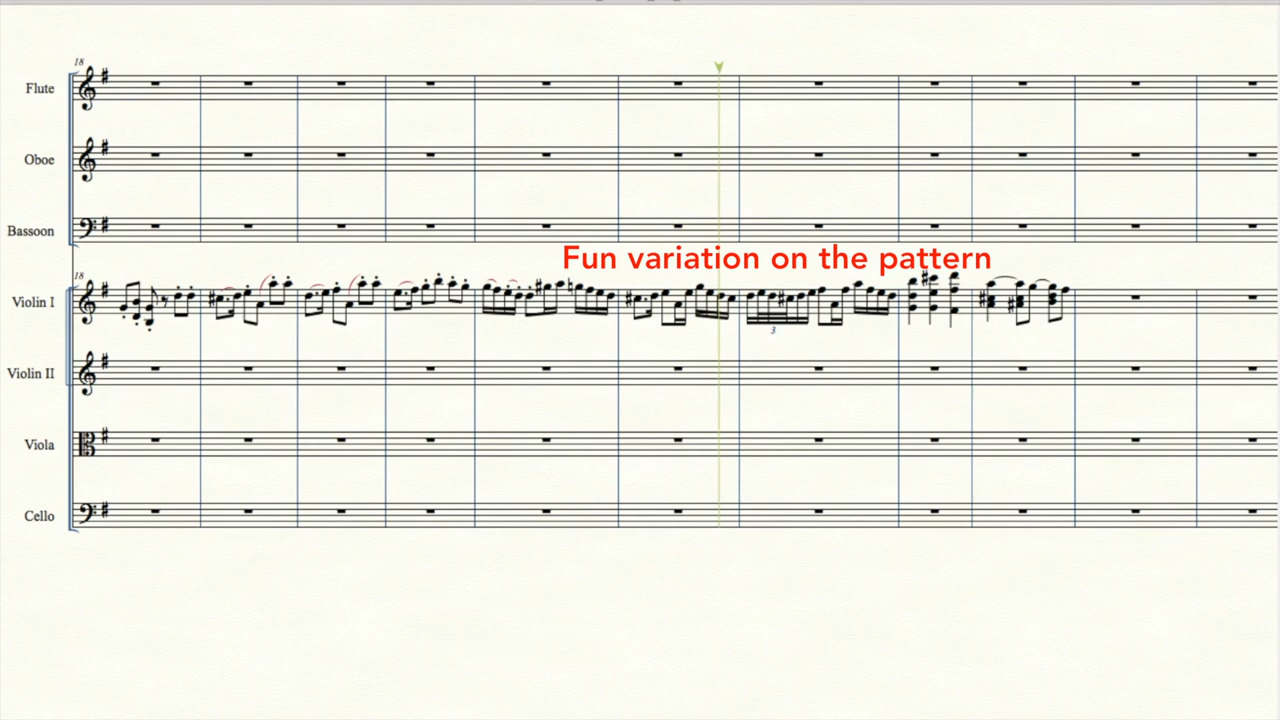 18
Flute
Oboe
Bassoon
Fun variation on the pattern
18
Violin I
3
Violin II
Viola
Cello